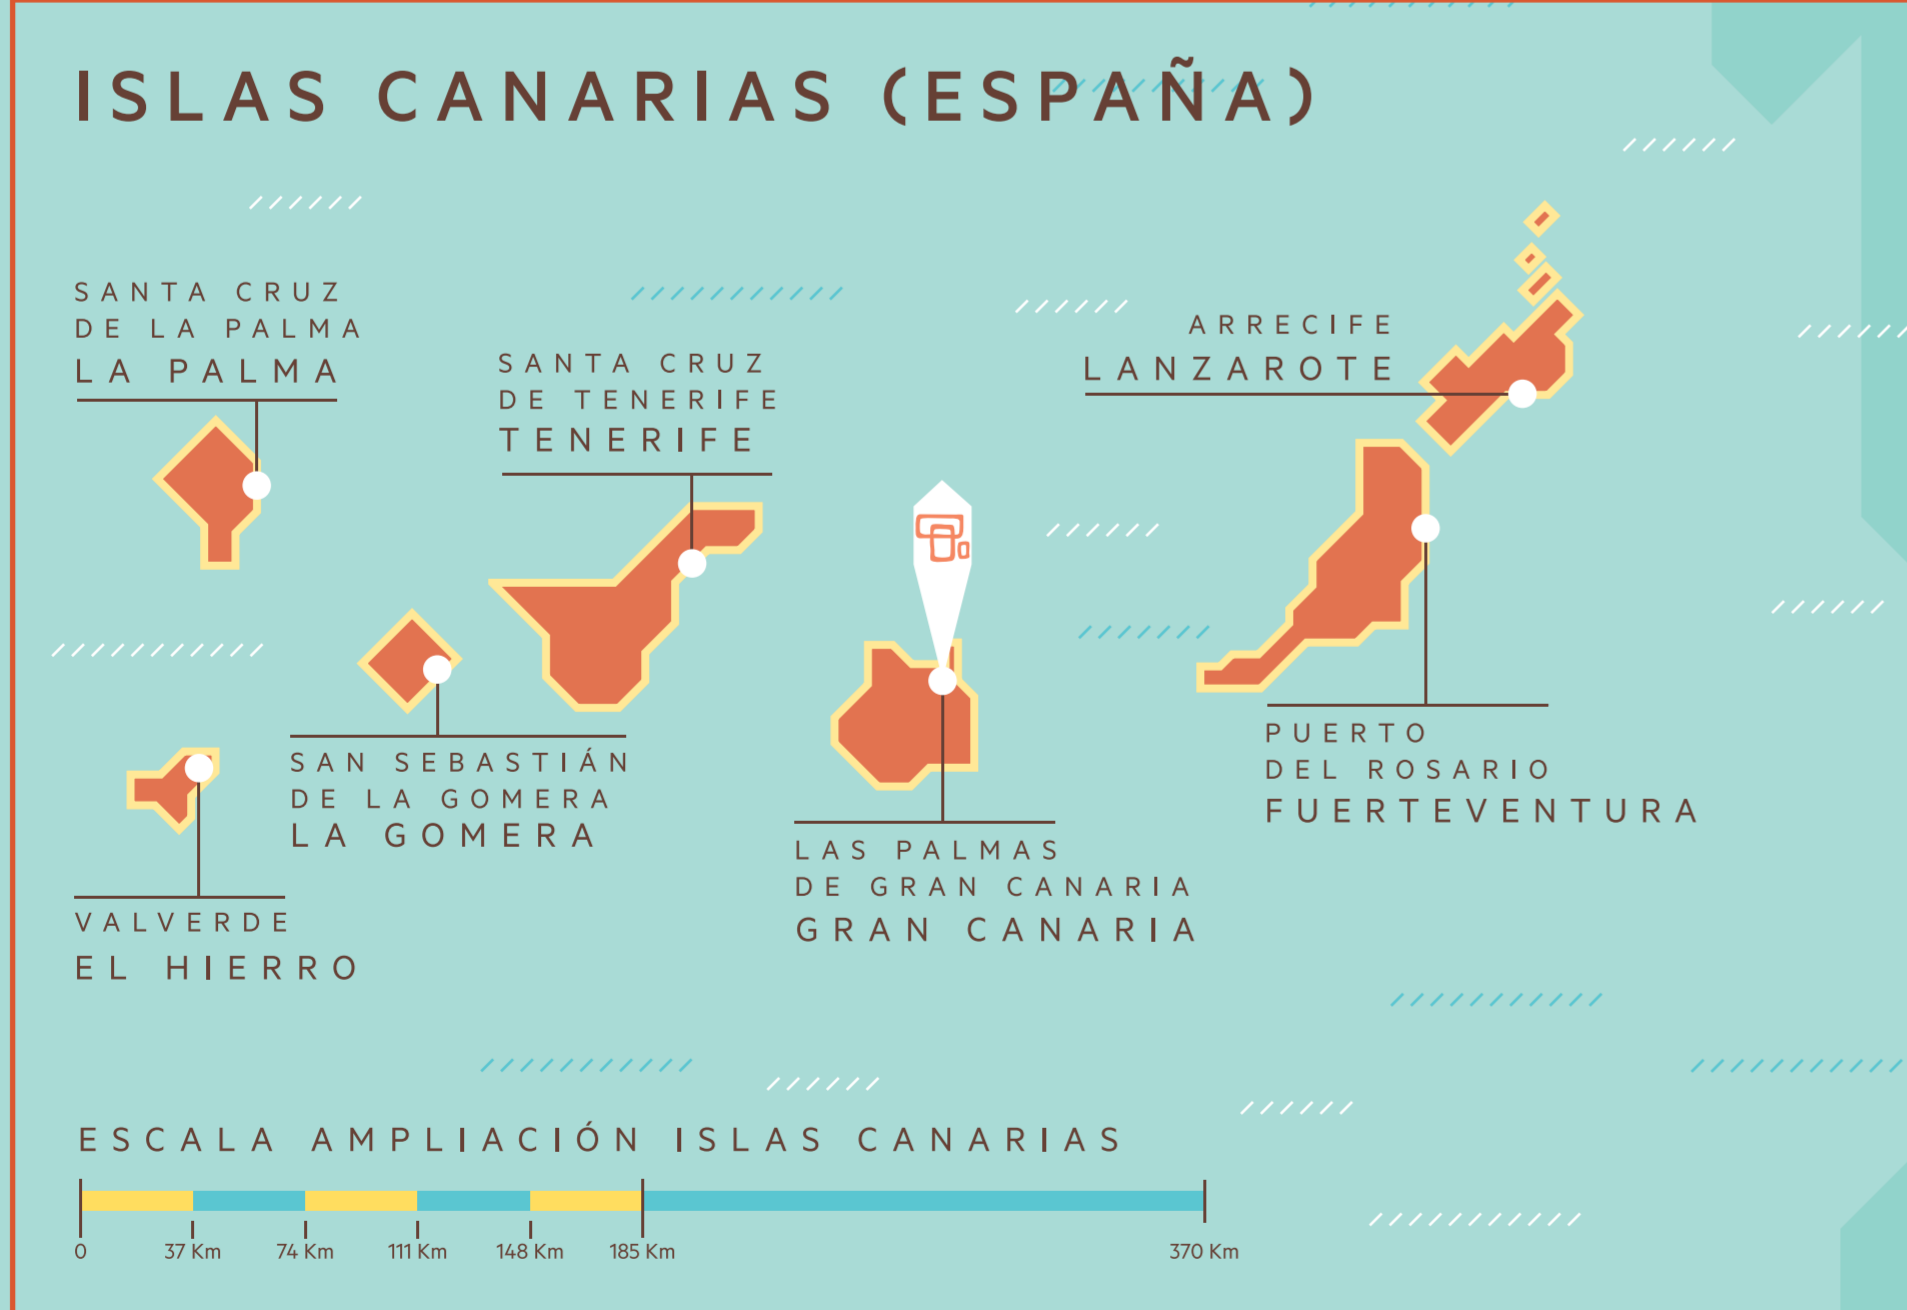 ISLAS CANARIAS (ESPAÑA)
SANTA CRUZ
DE LA PALMA
LA PALMA
SANTA CRUZ
DE TENERIFE
TENERIFE
ARRECIFE
LANZAROTE
SAN SEBASTIÁN
DE LA GOMERA
LA GOMERA
VALVERDE
EL HIERRO
LAS PALMAS
DE GRAN CANARIA
GRAN CANARIA
PUERTO
DEL ROSARIO
FUERTEVENTURA
ESCALA AMPLIACIÓN ISLAS CANARIAS
0 37 Km 74 Km 111 Km 148 Km 185 Km 370 Km